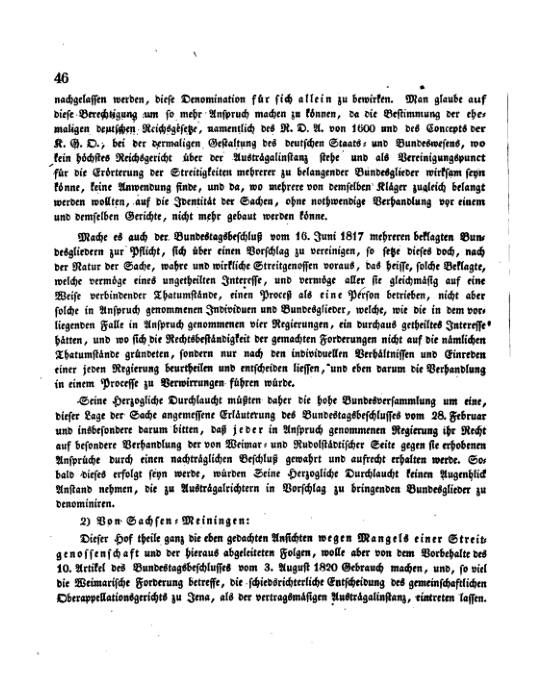 46
nachgelassen werden, diese Denomination für sich allein zu bewirken. Man glaube auf
diese Berechtigung um so mehr Anspruch machen zu können, da die Bestimmung der ehe-
maligen deutschen Reichsgesetze, namentlich des R. D. A. von 1600 und des Concepts der
K. G. O., bei der dermaligen Gestaltung des deutschen Staats- und Bundeswesens, wo
kein höchstes Reichsgericht über der Austrägalinstanz stehe und als Vereinigungspunct
für die Erörterung der Streitigkeiten mehrerer zu belangender Bundesglieder wirksam seyn
könne, keine Anwendung finde, und da, wo mehrere von demselben Kläger zugleich belangt
werden wollten, auf die Identität der Sachen, ohne nothwendige Verhandlung vor einem
und demselben Gerichte, nicht mehr gebaut werden könne.
Mache es auch der Bundestagsbeschluß vom 16. Juni 1817 mehreren beklagten Bun-
desgliedern zur Pflicht, sich über einen Vorschlag zu vereinigen, so setze dieses doch, nach
der Natur der Sache, wahre und wirkliche Streitgenossen voraus, das heisse, solche Beklagte,
welche vermöge eines ungetheilten Interesse, und vermöge aller sie gleichmäsig auf eine
Weise verbindender Thatumstände, einen Proceß als eine Person betrieben, nicht aber
solche in Anspruch genommenen Individuen und Bundesglieder, welche, wie die in dem vor-
liegenden Falle in Anspruch genommenen vier Regierungen, ein durchaus getheiltes Interesse
hätten, und wo sich die Rechtsbeständigkeit der gemachten Forderungen nicht auf die nämlichen
Thatumstände gründeten, sondern nur nach den individuellen Verhältnissen und Einreden
einer jeden Regierung beurtheilen und entscheiden liessen, und eben darum die Verhandlung
in einem Processe zu Verwirrungen führen würde.
Seine Herzogliche Durchlaucht müßten daher die hohe Bundesversammlung um eine,
dieser Lage der Sache angemessene Erläuterung des Bundestagsbeschlusses vom 28. Februar
und insbesondere darum bitten, daß jeder in Anspruch genommenen Regierung ihr Recht
auf besondere Verhandlung der von Weimar- und Rudolstädtischer Seite gegen sie erhobenen
Ansprüche durch einen nachträglichen Beschluß gewahrt und aufrecht erhalten werde. So-
bald dieses erfolgt seyn werde, würden Seine Herzogliche Durchlaucht keinen Augenblick
Anstand nehmen, die zu Austrägalrichtern in Vorschlag zu bringenden Bundesglieder zu
denominiren.
2) Von Sachsen-Meiningen:
Dieser Hof theile ganz die eben gedachten Ansichten wegen Mangels einer Streit-
genossenschaft und der hieraus abgeleiteten Folgen, wolle aber von dem Vorbehalte des
10. Artikel des Bundestagsbeschlusses vom 3. August 1820 Gebrauch machen, und, so viel
die Weimarische Forderung betreffe, die schiedsrichterliche Entscheidung des gemeinschaftlichen
Oberappellationsgerichts zu Jena, als der vertragsmäsigen Austrägalinstanz, eintreten lassen.